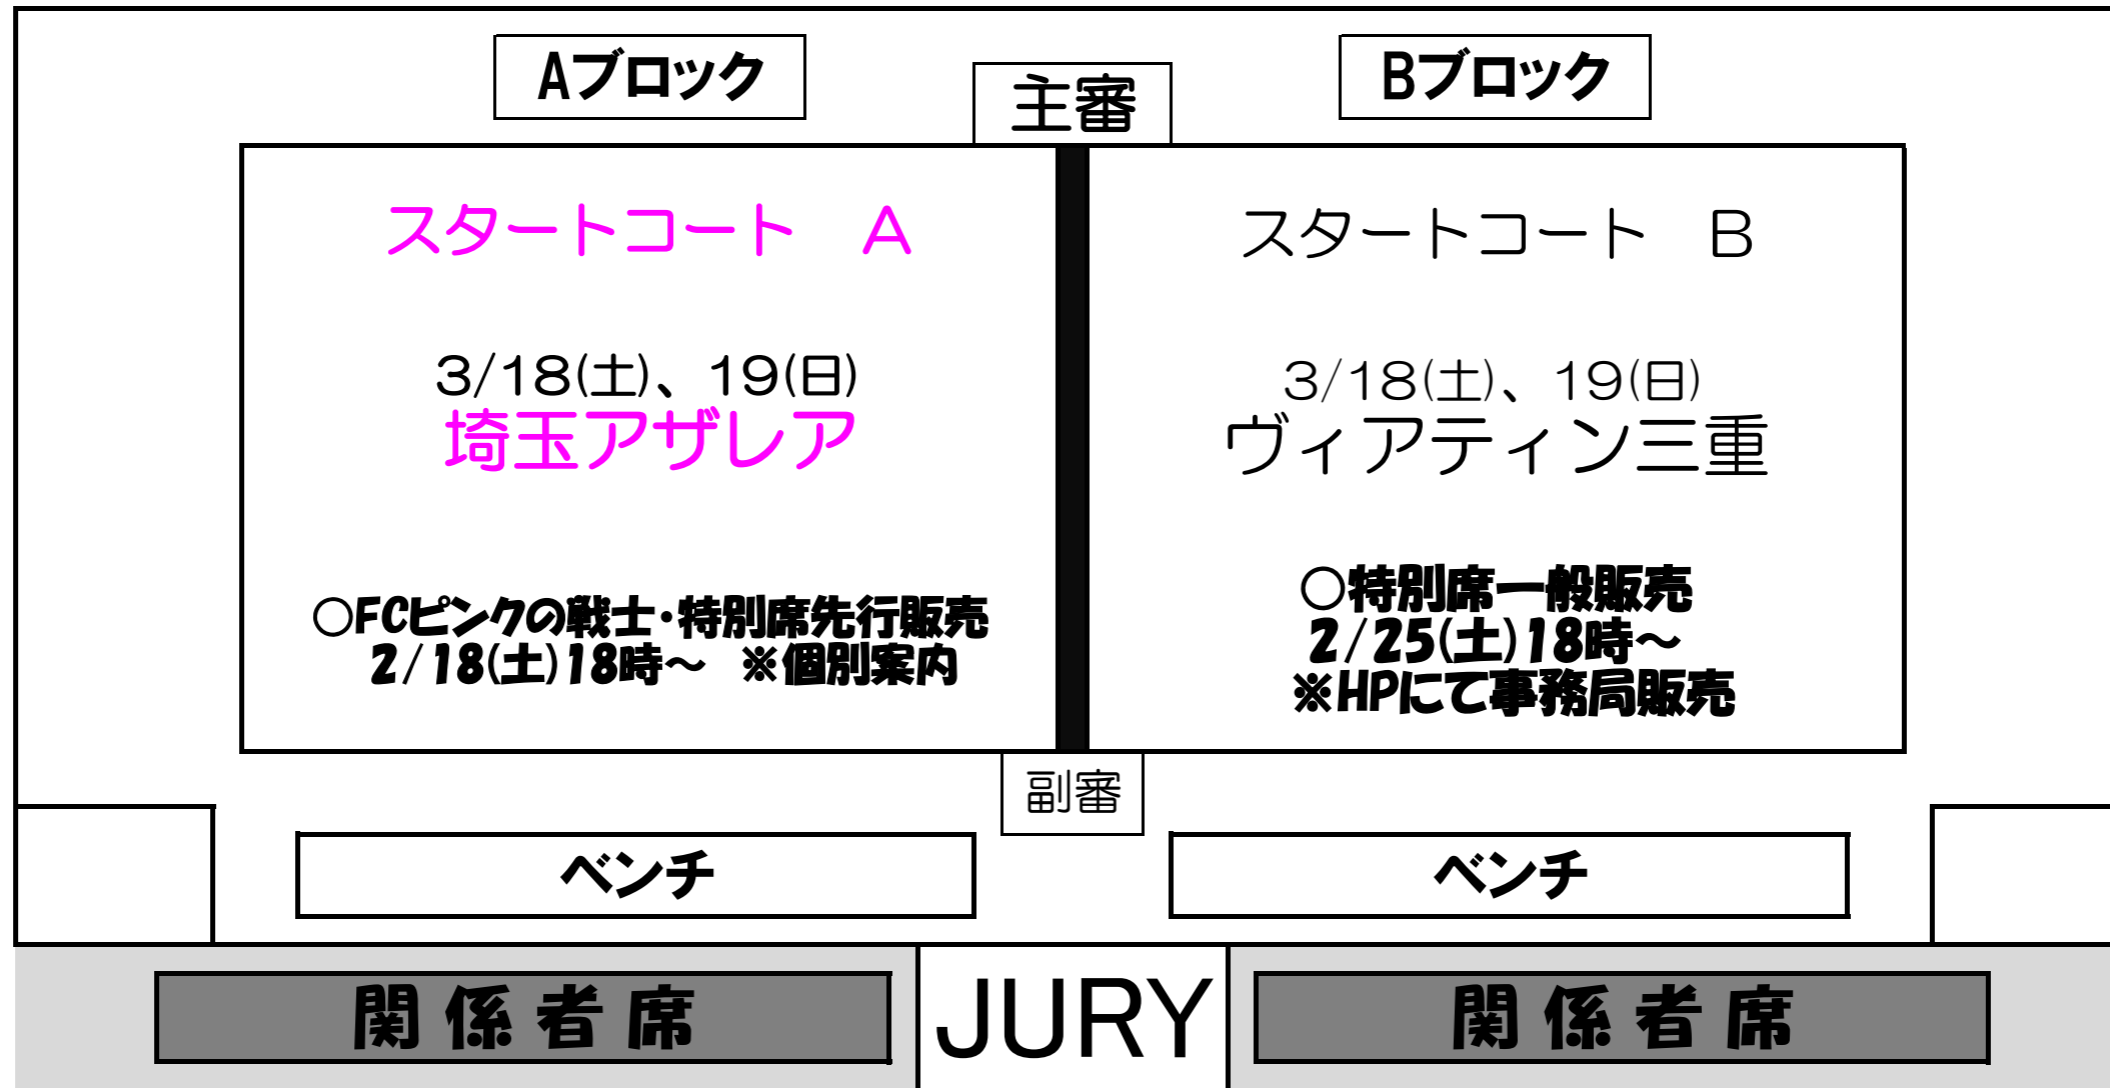 Aブロック
Bブロック
主審
スタートコート　A
スタートコート　B
3/18(土)、19(日)
埼玉アザレア
3/18(土)、19(日)
ヴィアティン三重
○FCピンクの戦士・特別席先行販売
2/18(土)18時～　※個別案内
○特別席一般販売
2/25(土)18時～
※HPにて事務局販売
副審
ベンチ
ベンチ
関係者席
JURY
関係者席